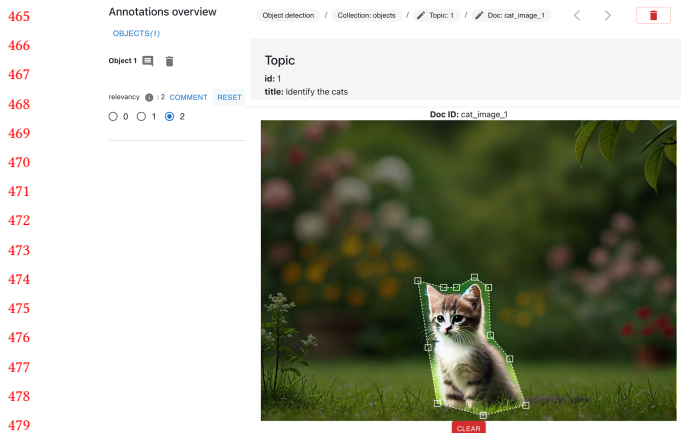 465
466
467
468
469
470
471
472
473
474
475
476
477
478
479
Annotations overview
OBJECTS(1)
Object 1
relevancy : 2 COMMENT RESET
0 1 2
Object detection / Collection: objects / Topic: 1 / Doc: cat_image_1
Topic
id: 1
title: Identify the cats
Doc ID: cat_image_1
CLEAR